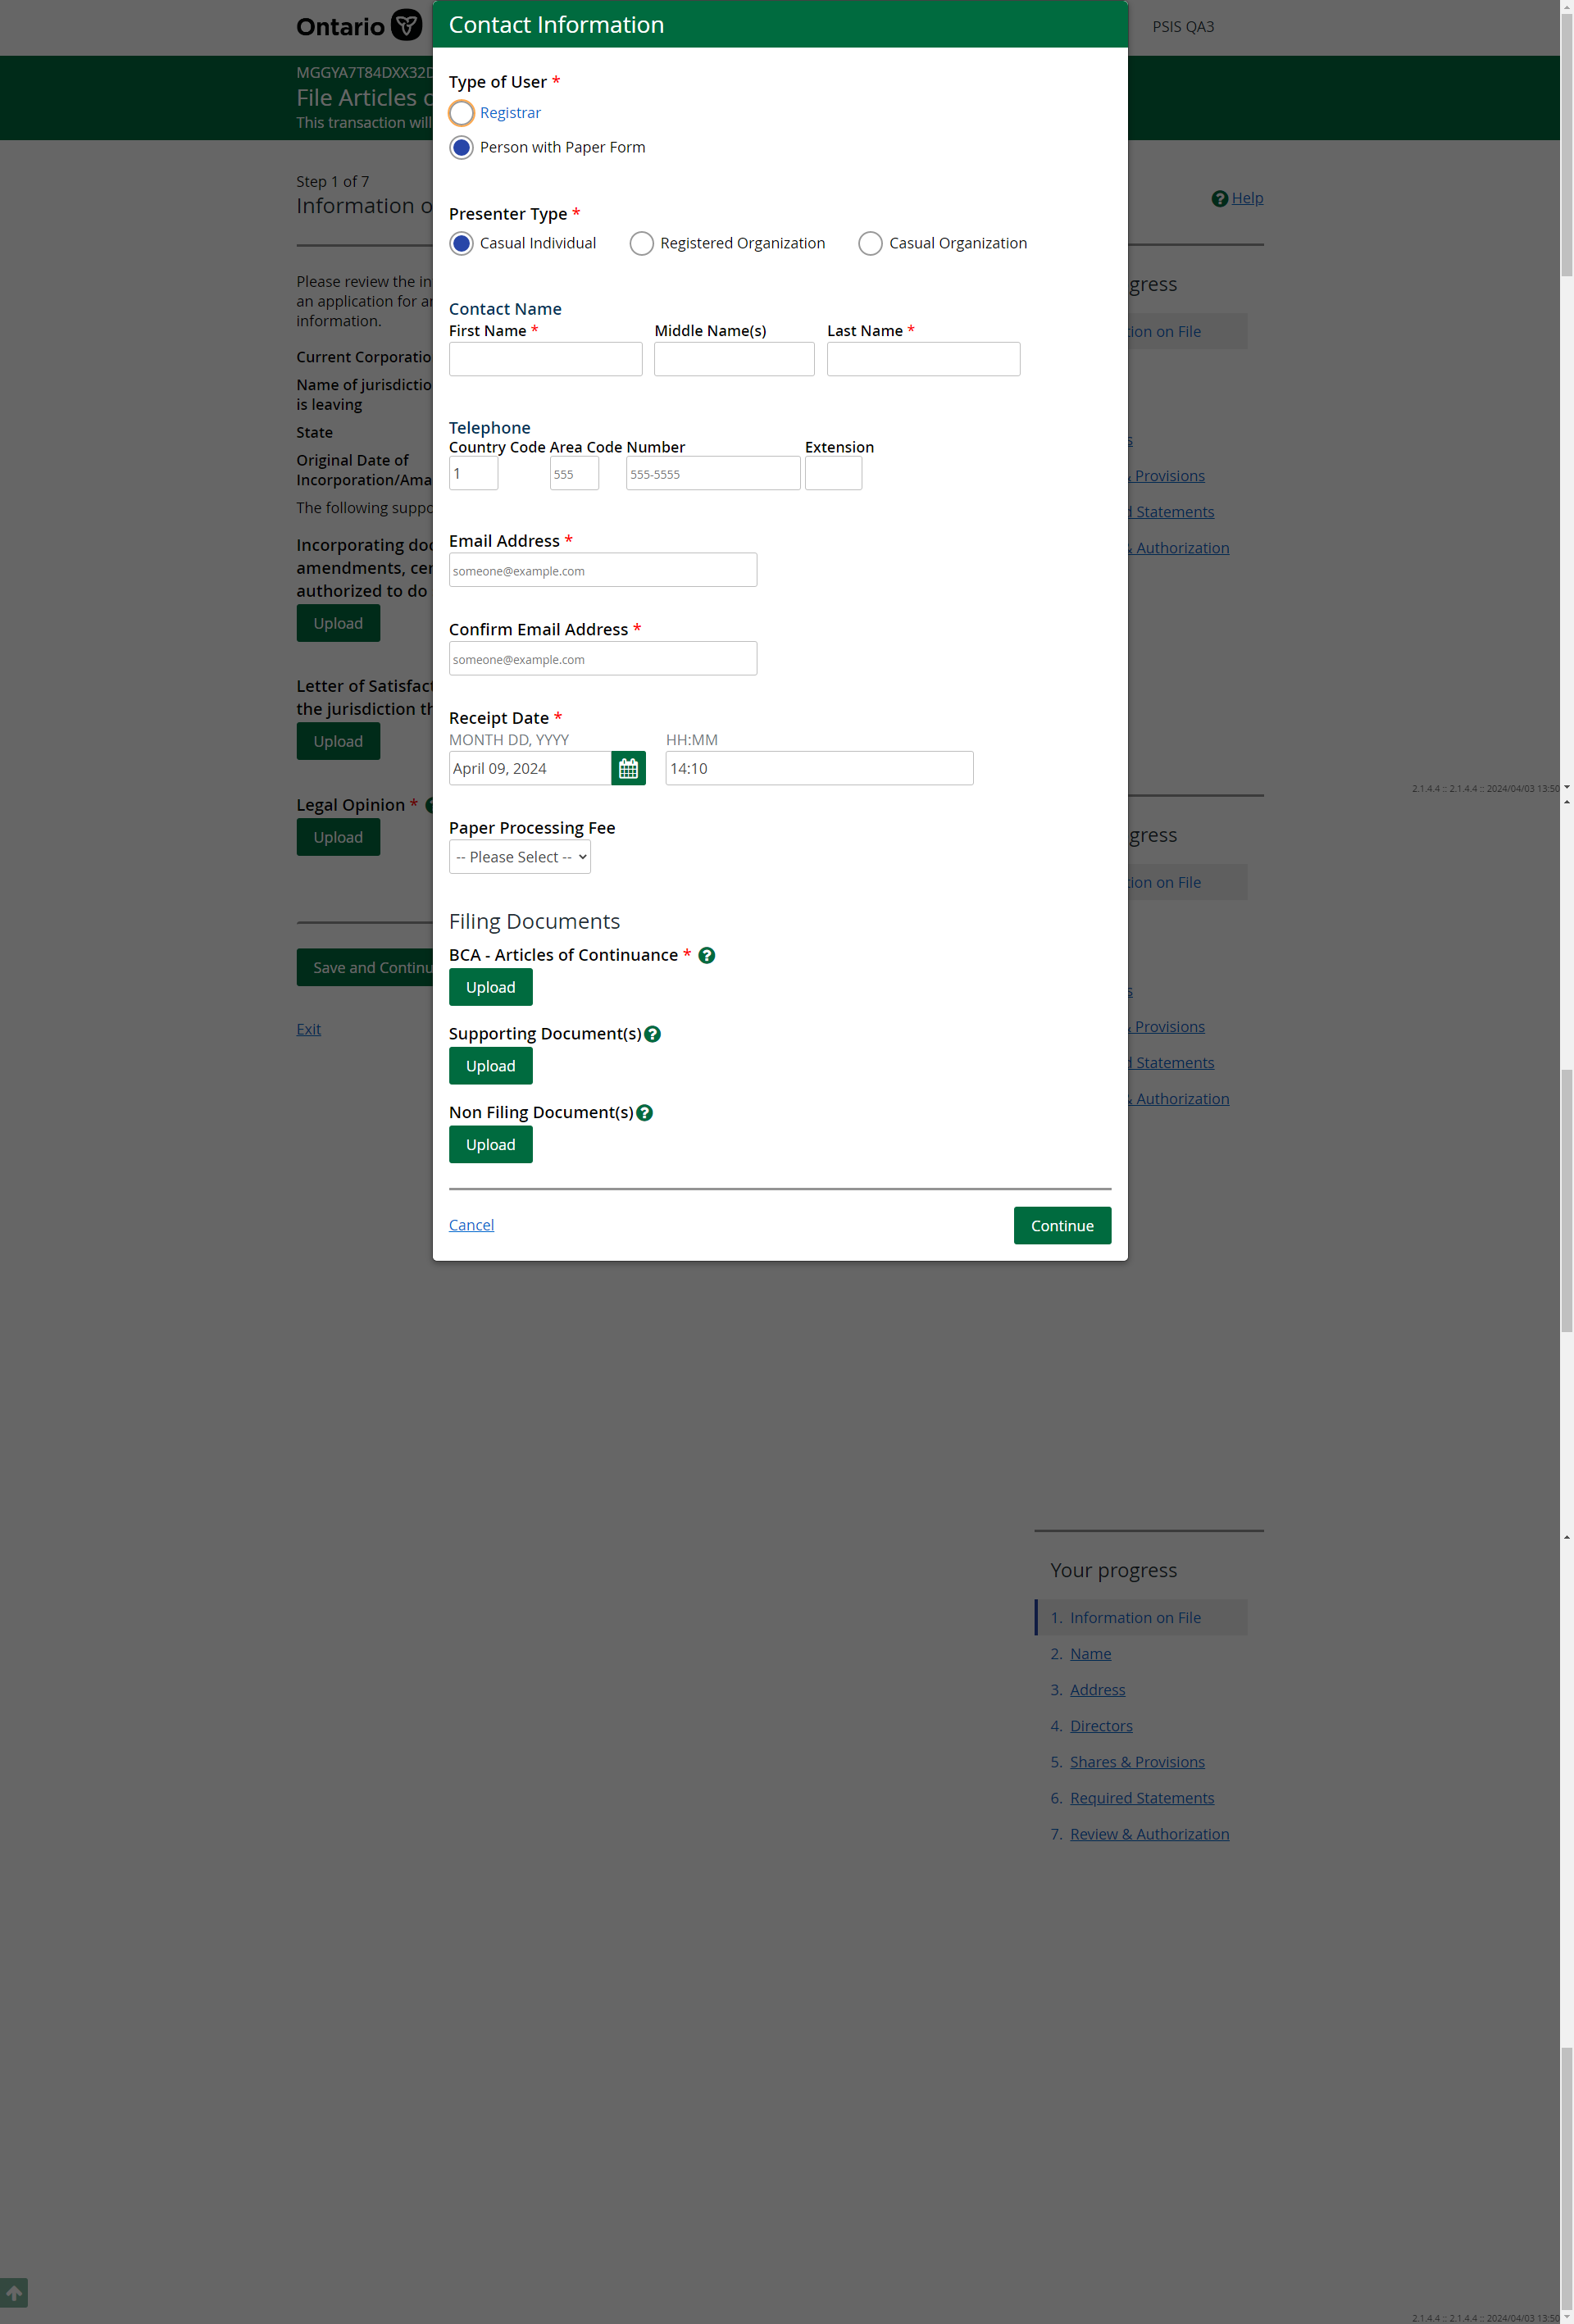 Ontario
PSIS QA3
MGGYA7T84DXX32D
File Articles
This transaction will
Step 1 of 7
Information o
Help
Please review the in
an application for a
information.
Current Corporatio
Name of jurisdictio
is leaving
State
Original Date of
Incorporation/Ama
The following suppo
Incorporating doc
amendments, cer
authorized to do
Upload
Letter of Satisfact
the jurisdiction th
Upload
Legal Opinion *
Upload
Save and Continu
Exit
Contact Information
Type of User *
Registrar
Person with Paper Form
Presenter Type *
Casual Individual Registered Organization Casual Organization
Contact Name
First Name * Middle Name(s) Last Name *
Telephone
Country Code Area Code Number Extension
1 555 555-5555
Email Address *
someone@example.com
Confirm Email Address *
someone@example.com
Receipt Date *
MONTH DD, YYYY HH:MM
April 09, 2024 14:10
Paper Processing Fee
-- Please Select --
Filing Documents
BCA - Articles of Continuance * ?
Upload
Supporting Document(s) ?
Upload
Non Filing Document(s) ?
Upload
Cancel Continue
gress
tion on File
s
& Provisions
d Statements
& Authorization
2.1.4.4 :: 2.1.4.4 :: 2024/04/03 13:50
gress
tion on File
s
& Provisions
d Statements
& Authorization
Your progress
1. Information on File
2. Name
3. Address
4. Directors
5. Shares & Provisions
6. Required Statements
7. Review & Authorization
2.1.4.4 :: 2.1.4.4 :: 2024/04/03 13:50